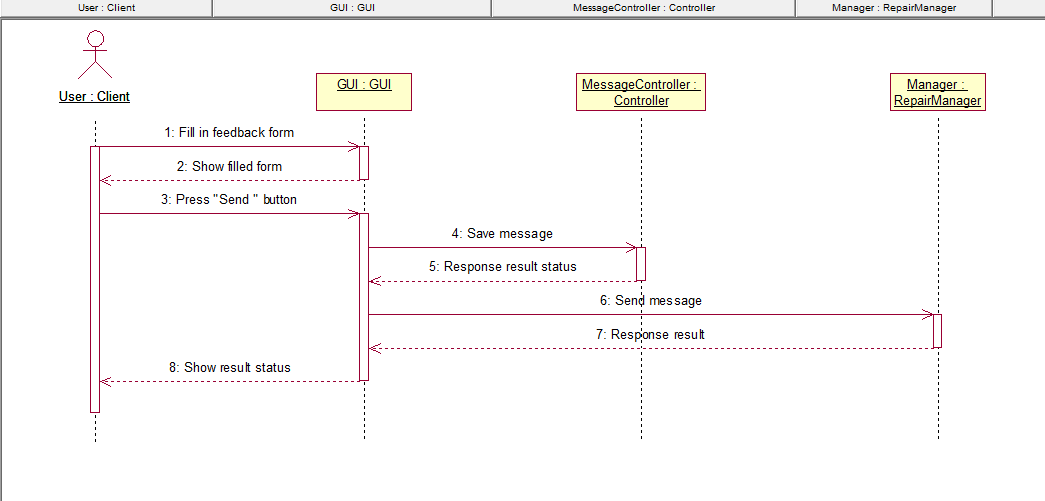 User : Client
GUI : GUI
MessageController : Controller
Manager : RepairManager
User : Client
GUI : GUI
MessageController :
Controller
Manager :
RepairManager
1: Fill in feedback form
2: Show filled form
3: Press "Send " button
4: Save message
5: Response result status
6: Send message
7: Response result
8: Show result status